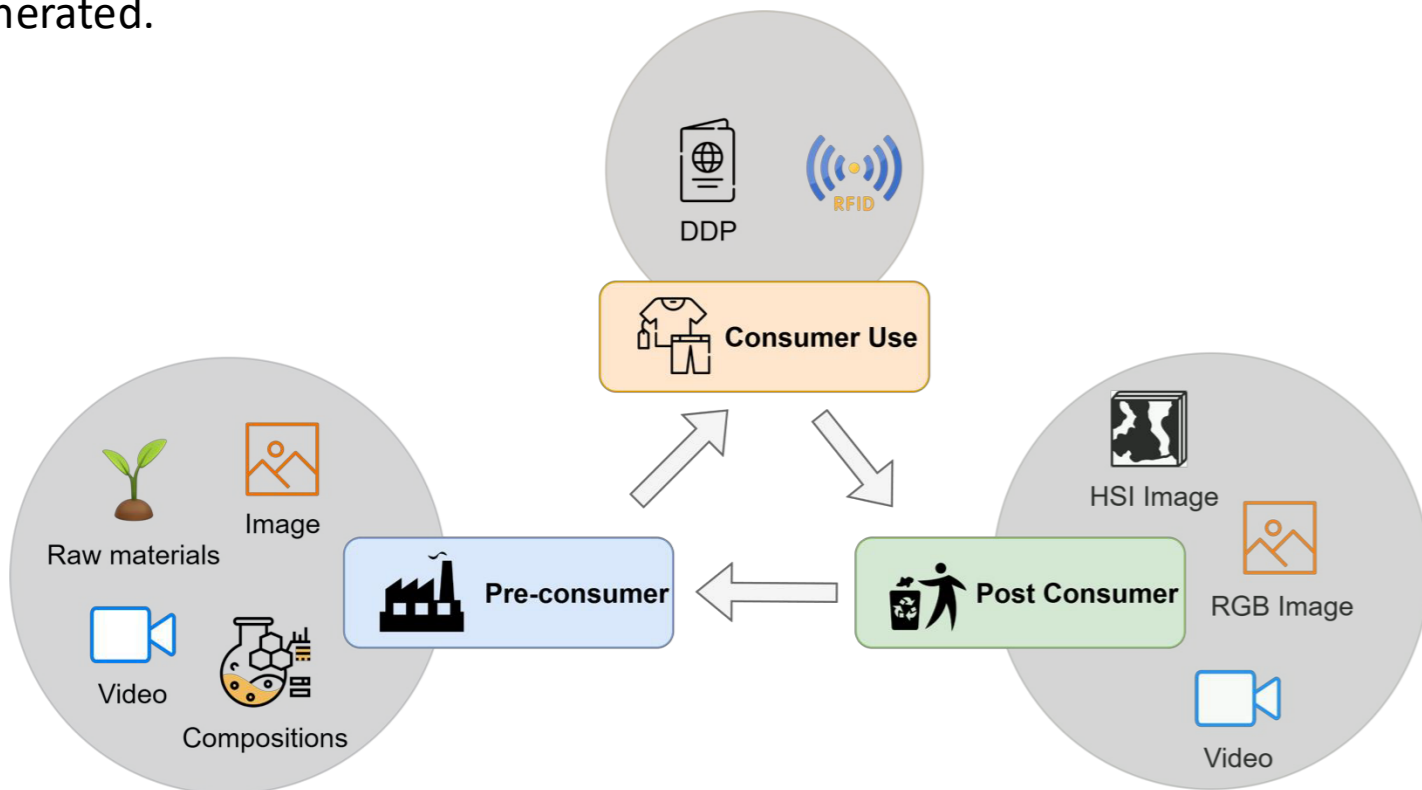 nerated.
DDP
RFID
Consumer Use
HSI Image
Image
Raw materials
Pre-consumer
Post Consumer
RGB Image
Video
Compositions
Video